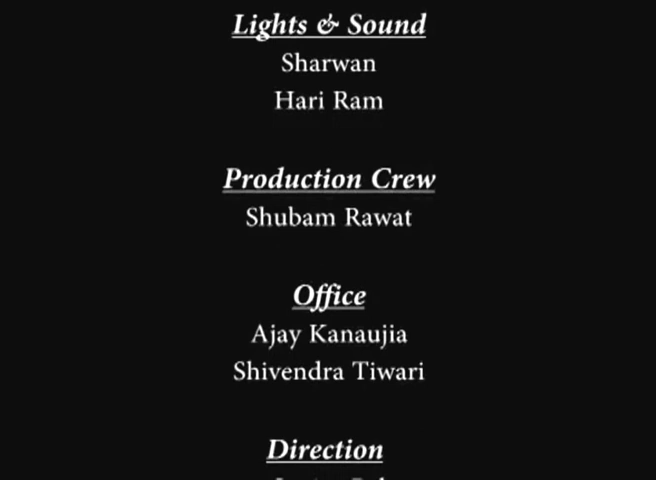 Lights & Sound
Sharwan
Hari Ram
Production Crew
Shubam Rawat
Office
Ajay Kanaujia
Shivendra Tiwari
Direction